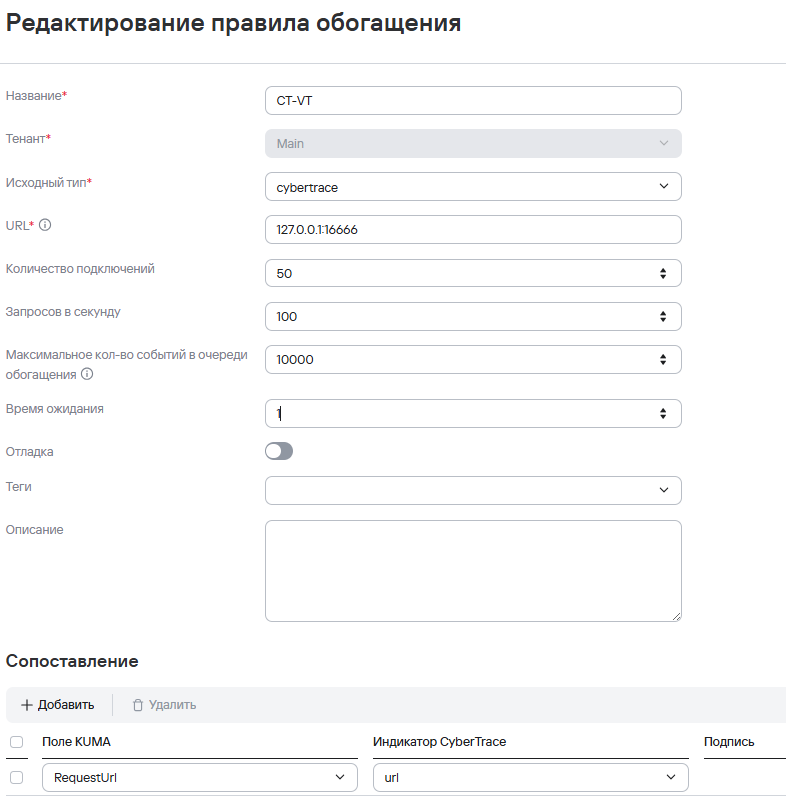 Редактирование правила обогащения
Название*
CT-VT
Тенант*
Main
Исходный тип*
cybertrace
URL*
127.0.0.1:16666
Количество подключений
50
Запросов в секунду
100
Максимальное кол-во событий в очереди
обогащения
10000
Время ожидания
1
Отладка
Теги
Описание
Сопоставление
Добавить Удалить
Поле KUMA Индикатор CyberTrace Подпись
RequestUrl url